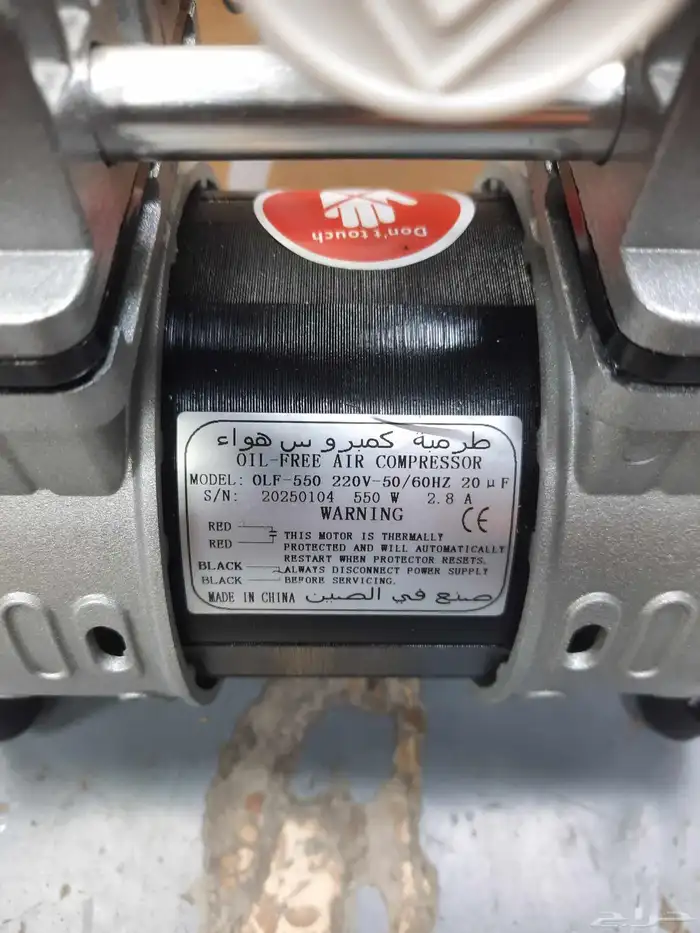 Don't touch
طرمبة كمبروس هواء
OIL-FREE AIR COMPRESSOR
MODEL: OLF-550 220V-50/60HZ 20 μF
S/N: 20250104 550 W 2.8 A
WARNING
CE
RED
RED
THIS MOTOR IS THERMALLY
PROTECTED AND WILL AUTOMATICALLY
RESTART WHEN PROTECTOR RESETS.
BLACK
ALWAYS DISCONNECT POWER SUPPLY
BLACK
BEFORE SERVICING.
MADE IN CHINA صنع في الصين
حراج